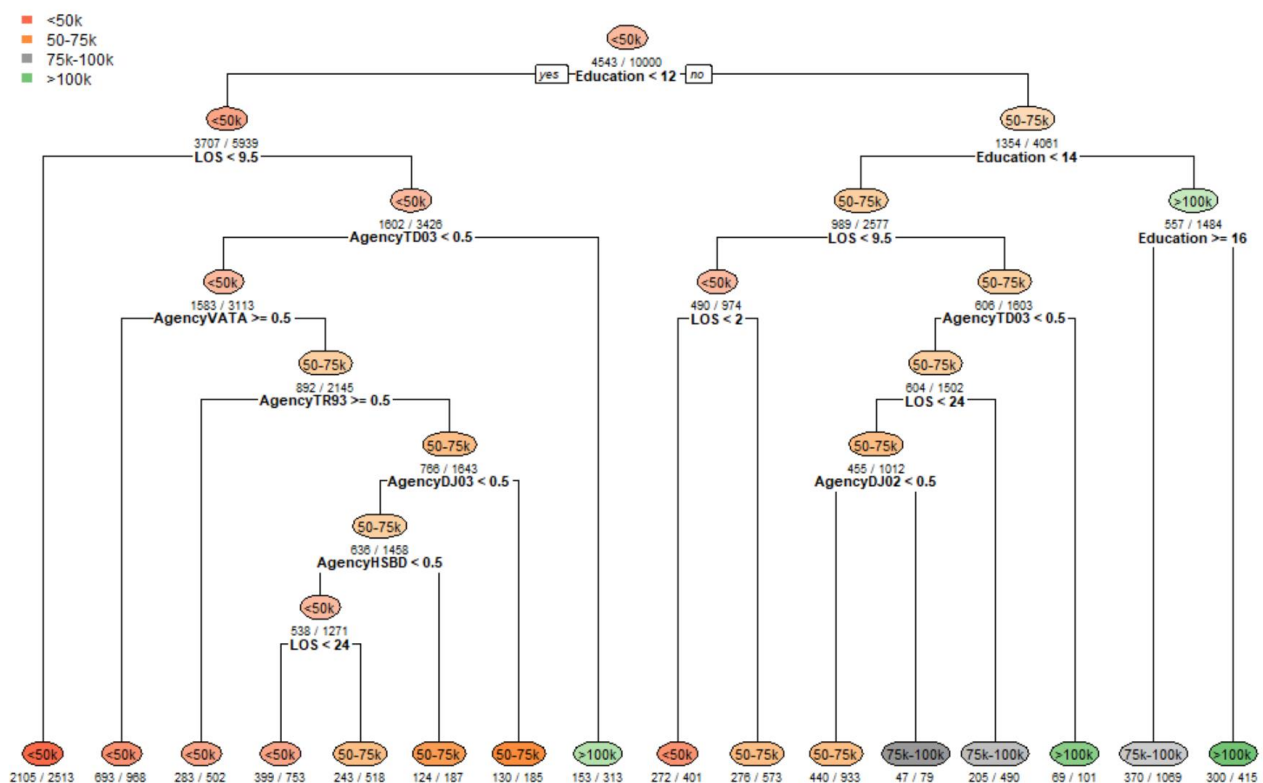 <50k
50-75k
75k-100k
>100k
<50k
4543 / 10000
yes Education < 12 no
<50k
3707 / 5939
LOS < 9.5
50-75k
1354 / 4061
Education < 14
<50k
1602 / 3426
AgencyTD03 < 0.5
50-75k
989 / 2577
LOS < 9.5
>100k
557 / 1484
Education >= 16
<50k
1583 / 3113
AgencyVATA >= 0.5
<50k
490 / 974
LOS < 2
50-75k
606 / 1603
AgencyTD03 < 0.5
50-75k
892 / 2145
AgencyTR93 >= 0.5
50-75k
604 / 1502
LOS < 24
50-75k
766 / 1643
AgencyDJ03 < 0.5
50-75k
455 / 1012
AgencyDJ02 < 0.5
50-75k
636 / 1458
AgencyHSBD < 0.5
<50k
538 / 1271
LOS < 24
<50k <50k <50k <50k 50-75k 50-75k 50-75k >100k <50k 50-75k 50-75k 75k-100k 75k-100k >100k 75k-100k >100k
2105 / 2513 693 / 968 283 / 502 399 / 753 243 / 518 124 / 187 130 / 185 153 / 313 272 / 401 276 / 573 440 / 933 47 / 79 205 / 490 69 / 101 370 / 1069 300 / 415